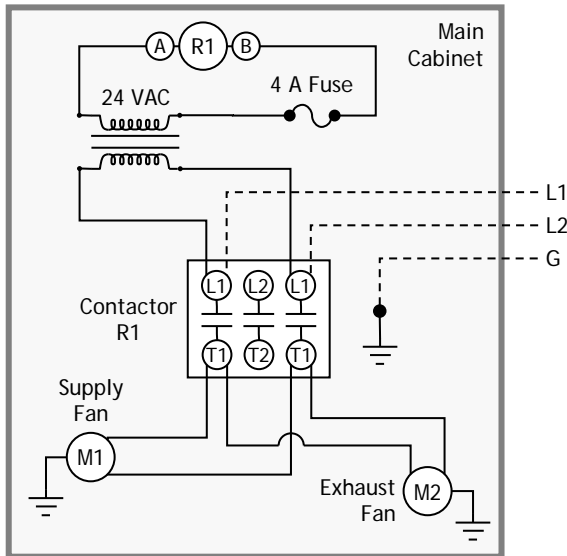 Main
Cabinet
A
R1
B
24 VAC
4 A Fuse
L1
L2
G
L1
L2
L1
Contactor
R1
T1
T2
T1
Supply
Fan
M1
Exhaust
Fan
M2